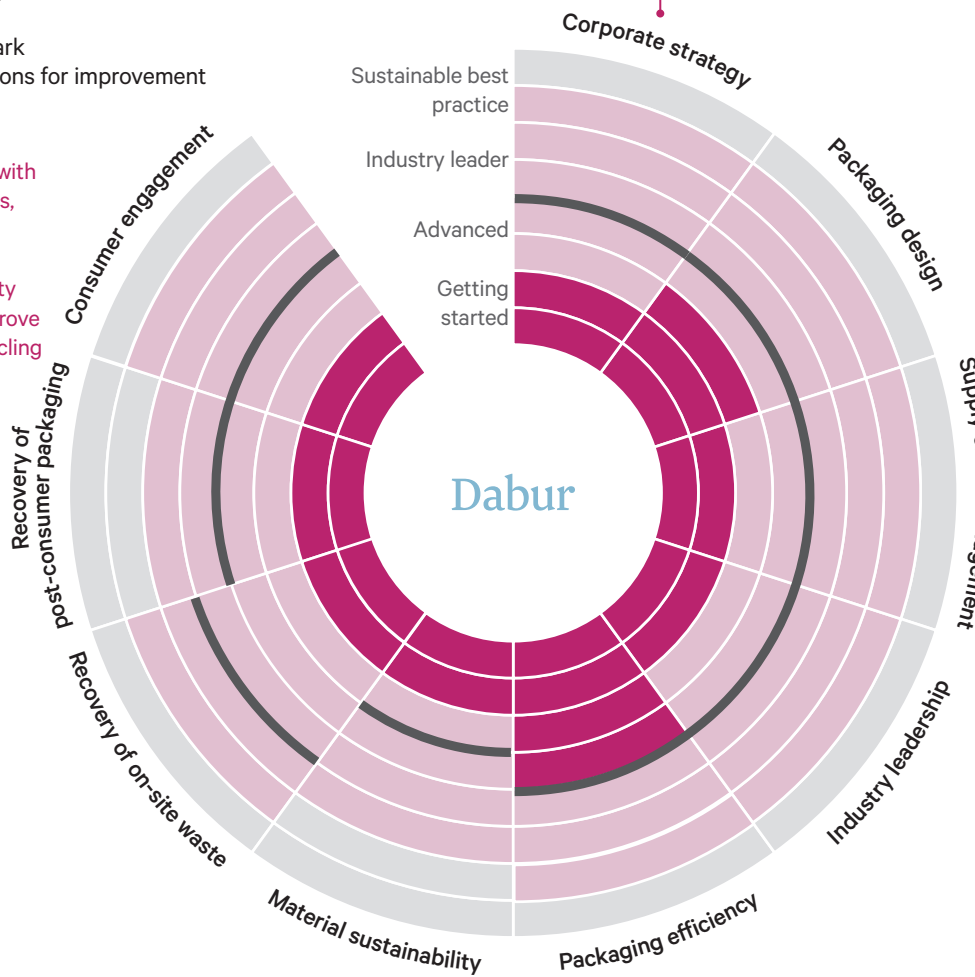 ark
ons for improvement
with
s,
ty
rove
cling
Corporate strategy
Packaging design
Industry leadership
Packaging efficiency
Material sustainability
Recovery of on-site waste
Recovery of
post-consumer packaging
Consumer engagement
Sustainable best
practice
Industry leader
Advanced
Getting
started
Dabur